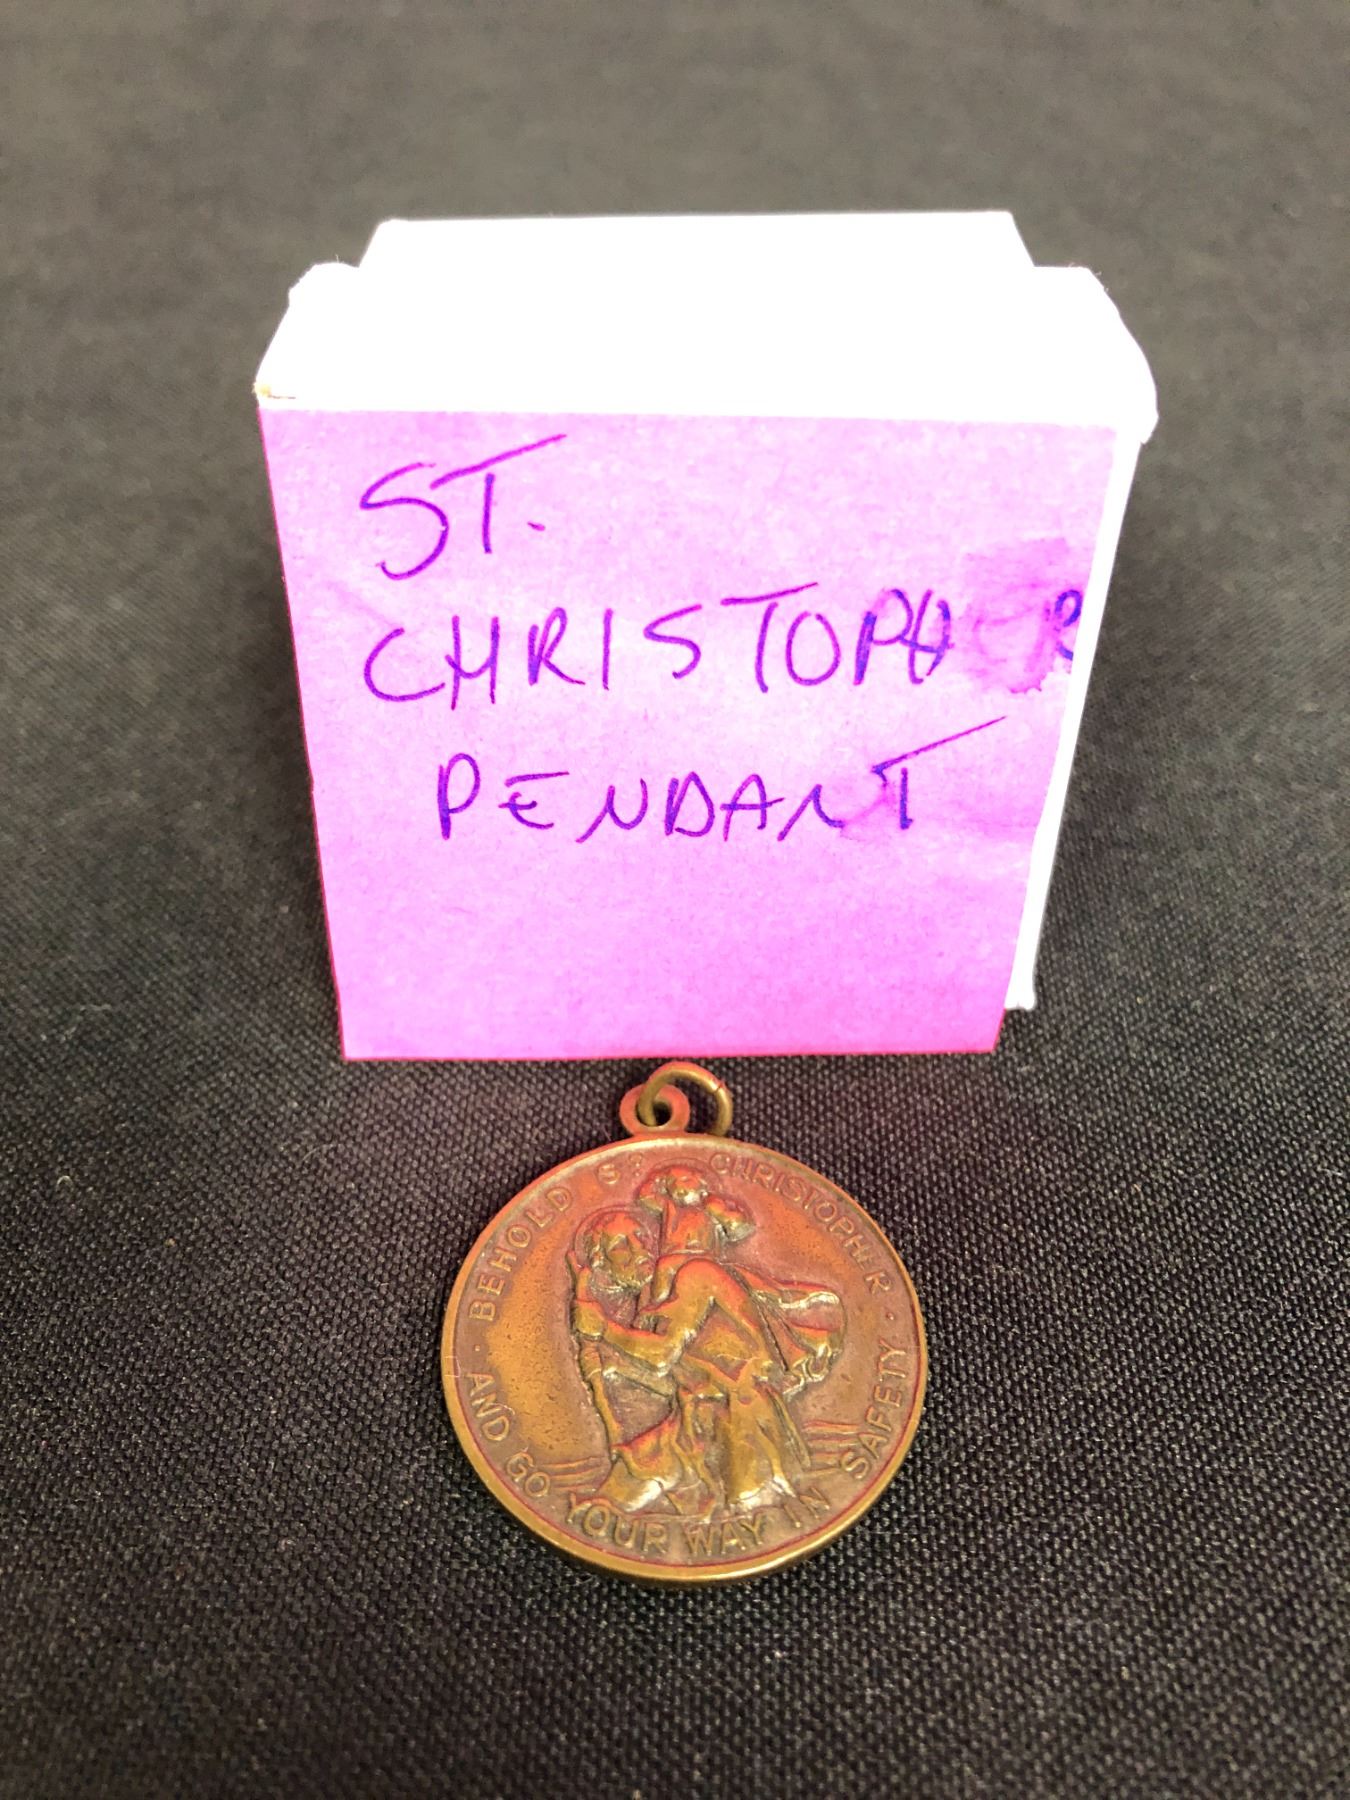 ST.
CHRISTOPHER
PENDANT
· BEHOLD ST CHRISTOPHER ·
AND GO YOUR WAY IN SAFETY